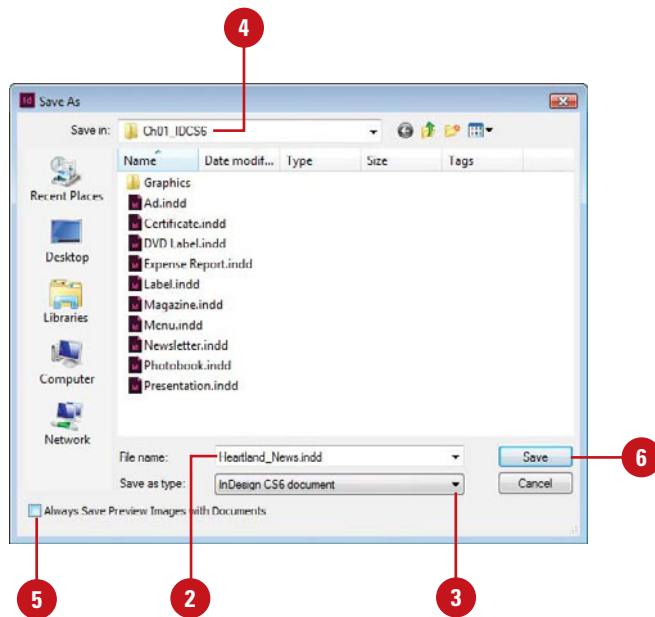 4
Id Save As
Save in: Ch01_IDCS6
Name Date modif... Type Size Tags
Recent Places
Desktop
Libraries
Computer
Network
Graphics
Ad.indd
Certificate.indd
DVD Label.indd
Expense Report.indd
Label.indd
Magazine.indd
Menu.indd
Newsletter.indd
Photobook.indd
Presentation.indd
File name: Heartland_News.indd Save 6
Save as type: InDesign CS6 document Cancel
Always Save Preview Images with Documents
5 2 3